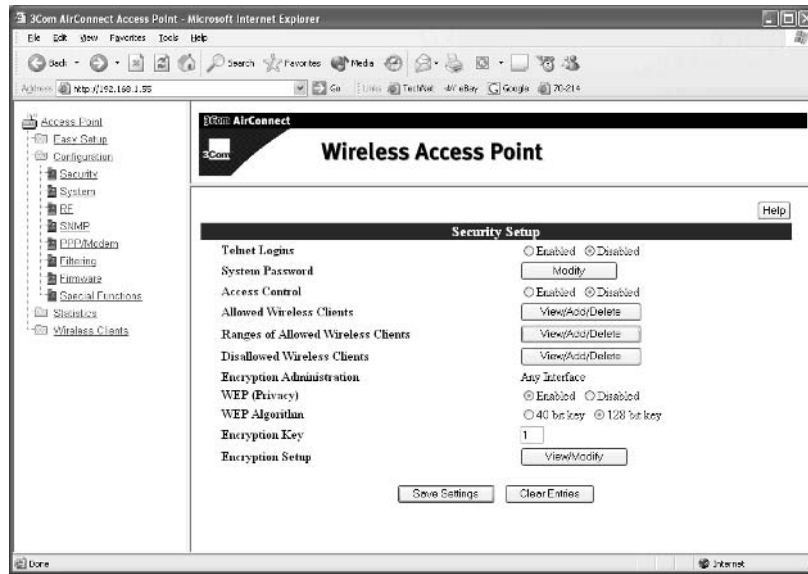 3Com AirConnect Access Point - Microsoft Internet Explorer
File Edit View Favorites Tools Help
Back Search Favorites Media
Address http://192.168.1.55 Go Links TechNet eBay Google 70-214
Access Point
Easy Setup
Configuration
Security
System
RF
SNMP
PPP/Modem
Filtering
Firmware
Special Functions
Statistics
Wireless Clients
3Com AirConnect
3Com
Wireless Access Point
Help
Security Setup
Telnet Logins Enabled Disabled
System Password Modify
Access Control Enabled Disabled
Allowed Wireless Clients View/Add/Delete
Ranges of Allowed Wireless Clients View/Add/Delete
Disallowed Wireless Clients View/Add/Delete
Encryption Administration Any Interface
WEP (Privacy) Enabled Disabled
WEP Algorithm 40 bit key 128 bit key
Encryption Key 1
Encryption Setup View/Modify
Save Settings Clear Entries
Done Internet